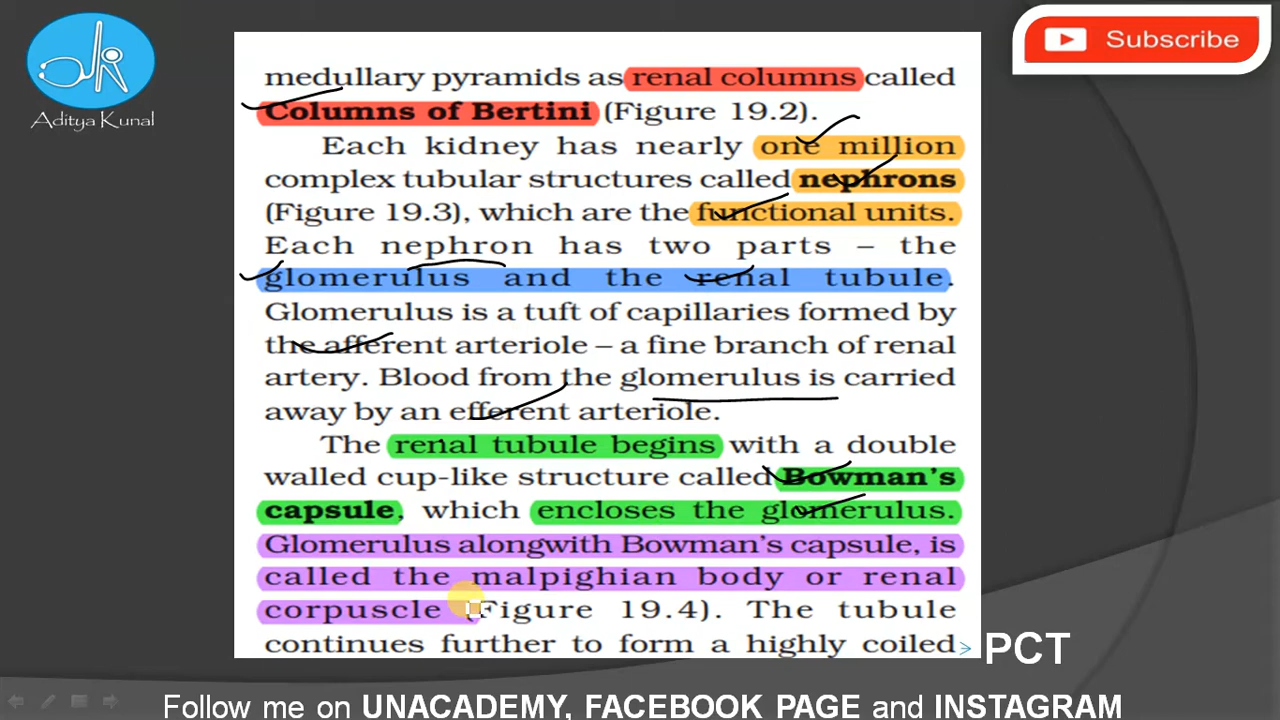 Aditya Kunal
Subscribe
medullary pyramids as renal columns called
Columns of Bertini (Figure 19.2).
Each kidney has nearly one million
complex tubular structures called nephrons
(Figure 19.3), which are the functional units.
Each nephron has two parts – the
glomerulus and the renal tubule.
Glomerulus is a tuft of capillaries formed by
the afferent arteriole – a fine branch of renal
artery. Blood from the glomerulus is carried
away by an efferent arteriole.
The renal tubule begins with a double
walled cup-like structure called Bowman's
capsule, which encloses the glomerulus.
Glomerulus alongwith Bowman's capsule, is
called the malpighian body or renal
corpuscle (Figure 19.4). The tubule
continues further to form a highly coiled
PCT
Follow me on UNACADEMY, FACEBOOK PAGE and INSTAGRAM